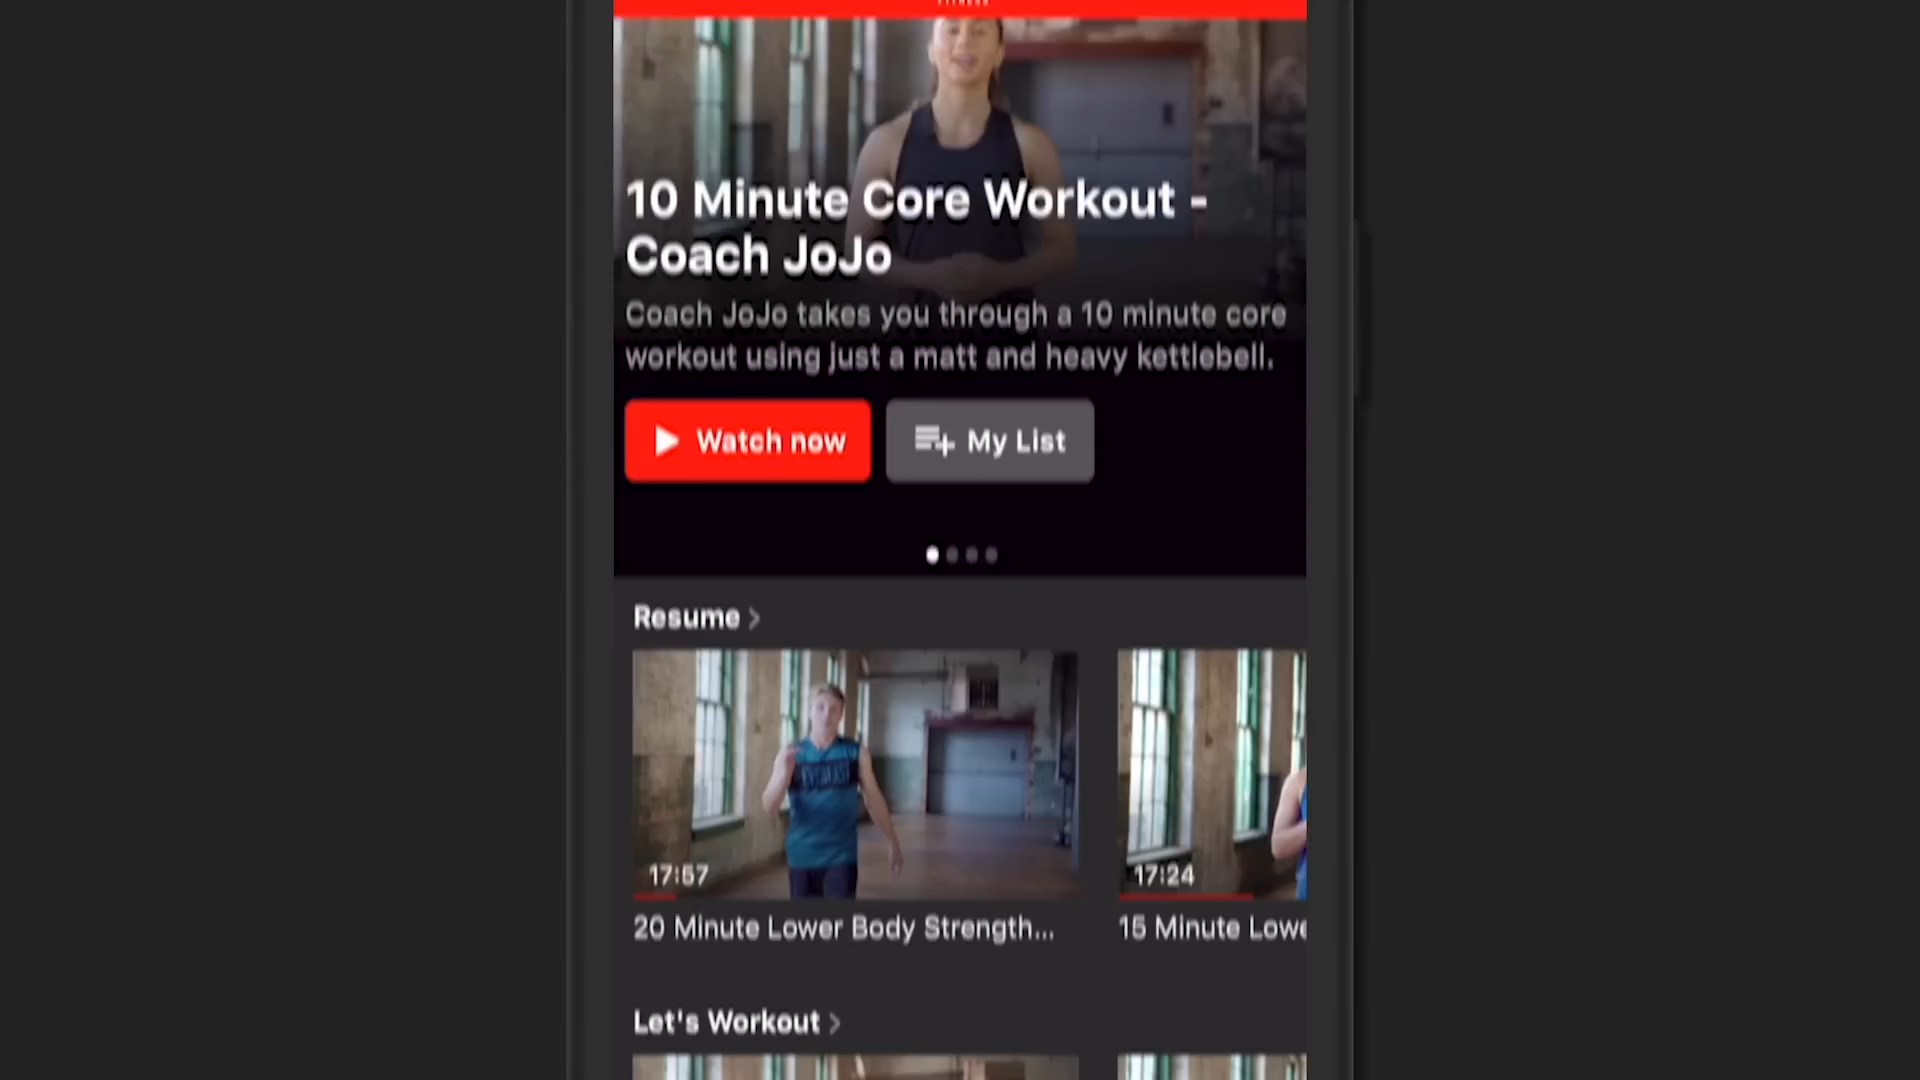 FITNESS
10 Minute Core Workout -
Coach JoJo
Coach JoJo takes you through a 10 minute core
workout using just a matt and heavy kettlebell.
Watch now
My List
Resume
17:57
17:24
20 Minute Lower Body Strength...
15 Minute Lowe
Let's Workout